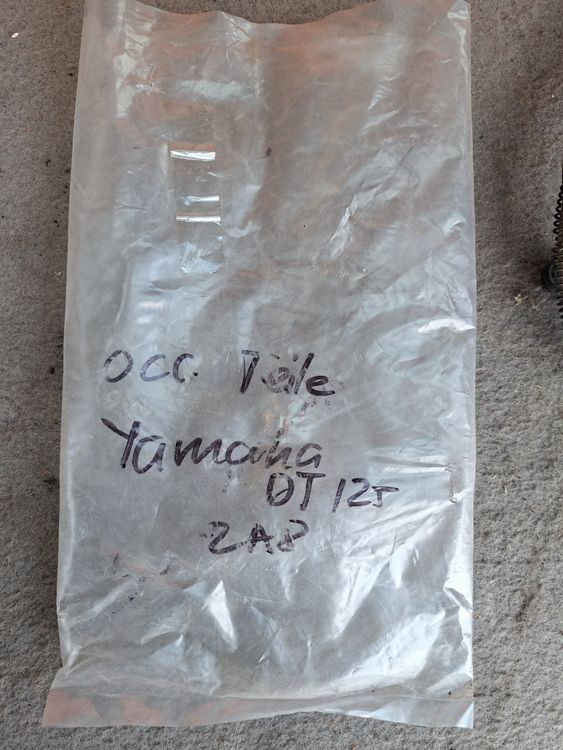 occ Teile
Yamaha
DT 125
2A8